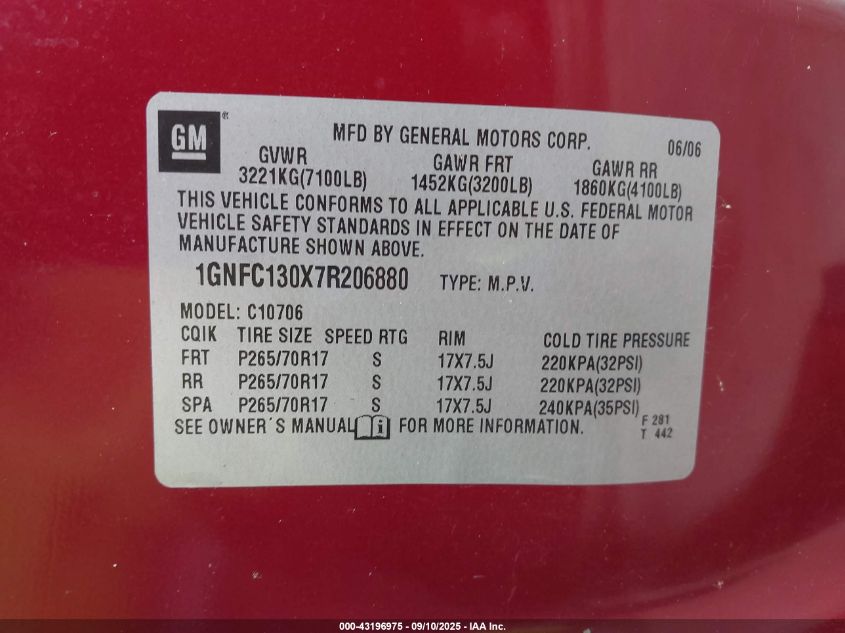 GM ®
MFD BY GENERAL MOTORS CORP. 06/06
GVWR GAWR FRT GAWR RR
3221KG(7100LB) 1452KG(3200LB) 1860KG(4100LB)
THIS VEHICLE CONFORMS TO ALL APPLICABLE U.S. FEDERAL MOTOR
VEHICLE SAFETY STANDARDS IN EFFECT ON THE DATE OF
MANUFACTURE SHOWN ABOVE.
1GNFC130X7R206880 TYPE: M.P.V.
MODEL: C10706
CQIK TIRE SIZE SPEED RTG RIM COLD TIRE PRESSURE
FRT P265/70R17 S 17X7.5J 220KPA(32PSI)
RR P265/70R17 S 17X7.5J 220KPA(32PSI)
SPA P265/70R17 S 17X7.5J 240KPA(35PSI)
SEE OWNER'S MANUAL i FOR MORE INFORMATION. F 281
T 442
000-43196975 - 09/10/2025 - IAA Inc.